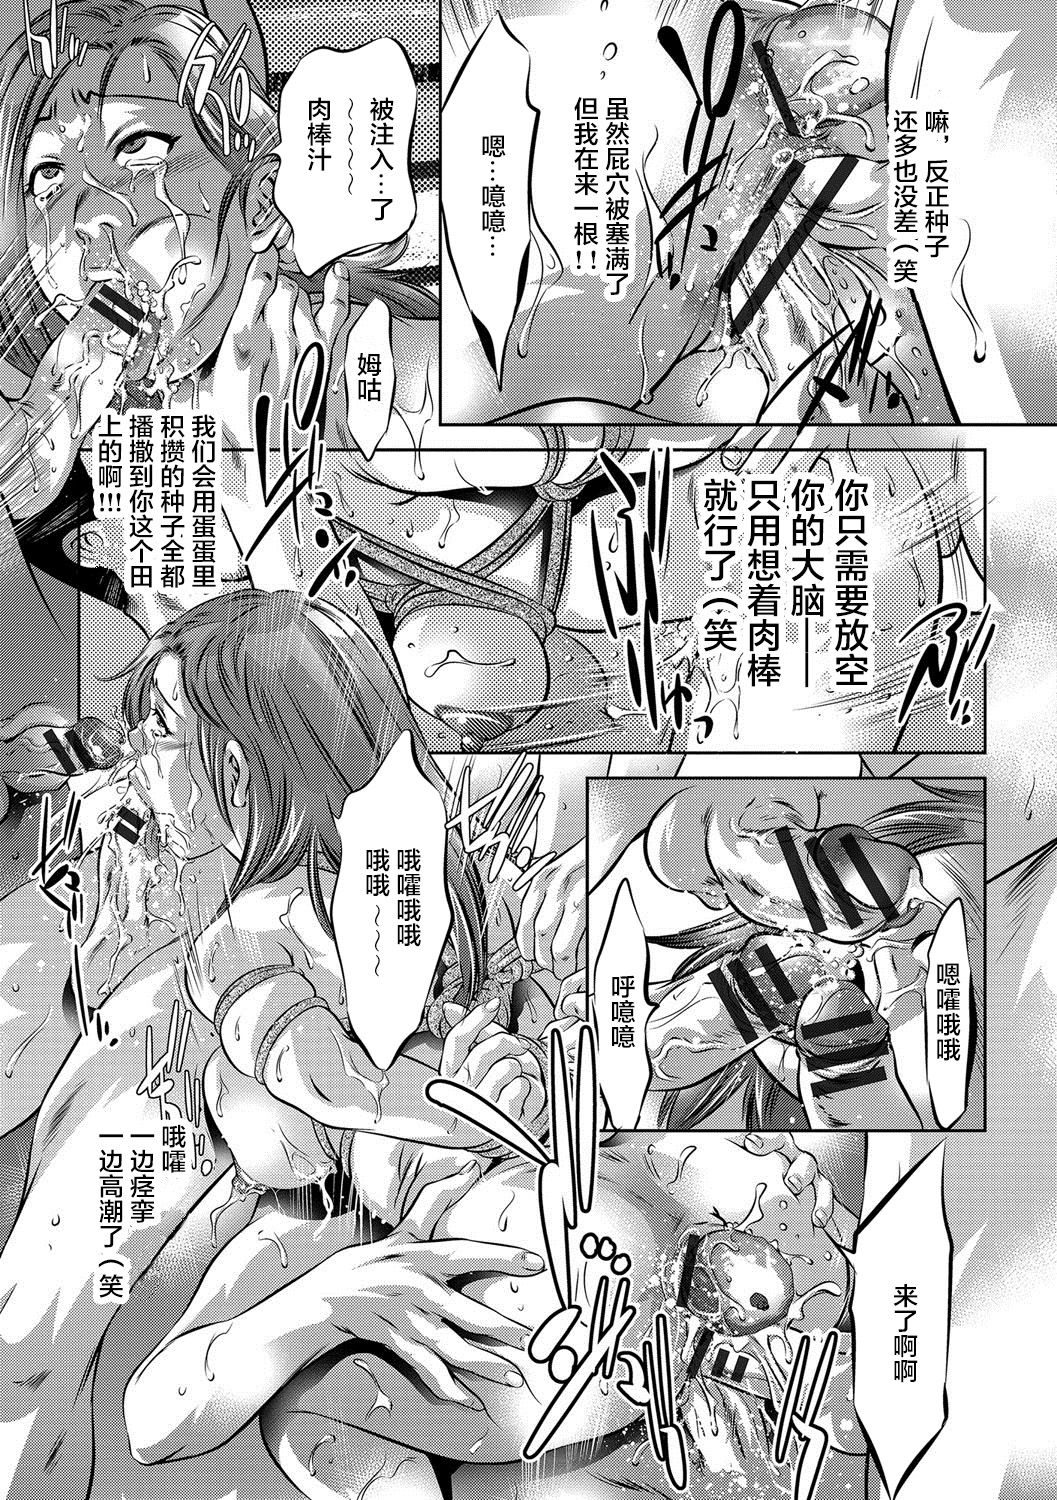 嘛，反正种子
还多也没差（笑
虽然屁穴被塞满了
但我在来一根!!
嗯…噫噫…
被注入…了
～～～～
肉棒汁
姆咕
我们会用蛋蛋里
积攒的种子全都
播撒到你这个田
上的啊!!!
你只需要放空
你的大脑——
只用想着肉棒
就行了（笑
嗯嚯哦哦
呼噫噫
哦嚯哦哦
哦哦～～～
哦嚯
一边痉挛
一边高潮了（笑
来了啊啊